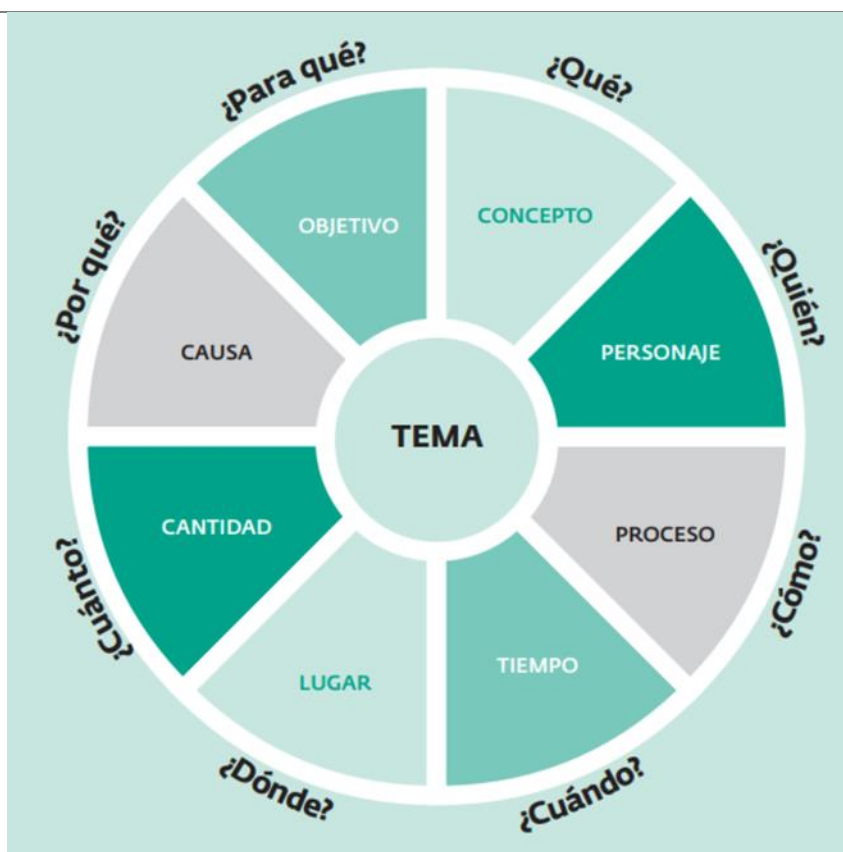 ¿Para qué?
¿Qué?
OBJETIVO
CONCEPTO
¿Por qué?
¿Quién?
CAUSA
PERSONAJE
TEMA
CANTIDAD
PROCESO
¿Cuánto?
¿Cómo?
LUGAR
TIEMPO
¿Dónde?
¿Cuándo?